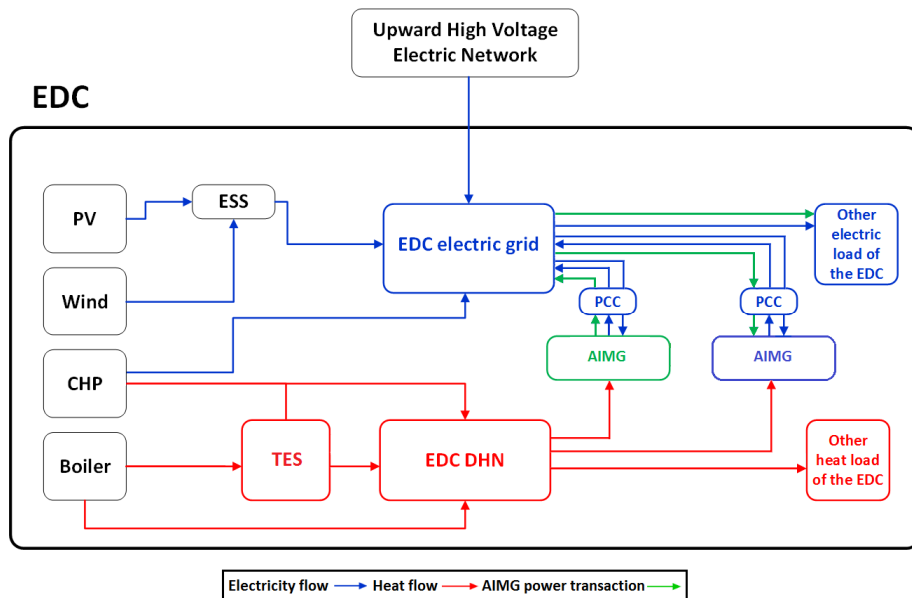 Upward High Voltage
Electric Network
EDC
PV
ESS
EDC electric grid
Other
electric
load of
the EDC
Wind
PCC
PCC
CHP
AIMG
AIMG
Boiler
TES
EDC DHN
Other
heat load
of the EDC
Electricity flow Heat flow AIMG power transaction